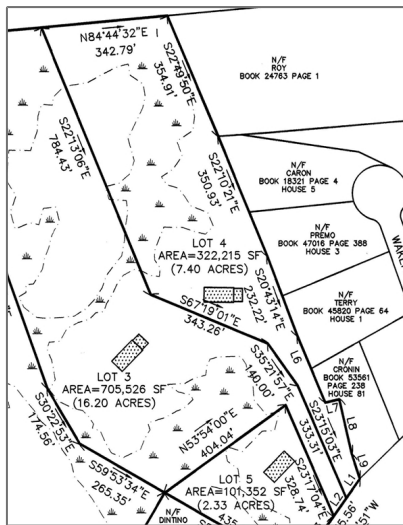 N84°44'32"E
342.79'
S22°49'50"E
354.91'
N/F
ROY
BOOK 24763 PAGE 1
S22°13'06"E
784.43'
S22°10'21"E
350.93'
N/F
CARON
BOOK 18321 PAGE 4
HOUSE 5
N/F
PREMO
BOOK 47016 PAGE 388
HOUSE 3
LOT 4
AREA=322,215 SF
(7.40 ACRES)
S20°43'14"E
232.22'
N/F
TERRY
BOOK 45820 PAGE 64
HOUSE 1
S67°19'01"E
343.26'
L6
N/F
CRONIN
BOOK 53561
PAGE 238
HOUSE 81
S35°21'57"E
140.00'
LOT 3
AREA=705,526 SF
(16.20 ACRES)
S30°22'53"E
174.56'
L7
L8
S23°15'03"E
333.31'
N53°54'00"E
404.04'
L9
S59°53'34"E
265.35'
LOT 5
AREA=101,352 SF
(2.33 ACRES)
S23°17'04"E
328.74'
L1
L2
N/F
DINTINO
435.
.56'
'51"W